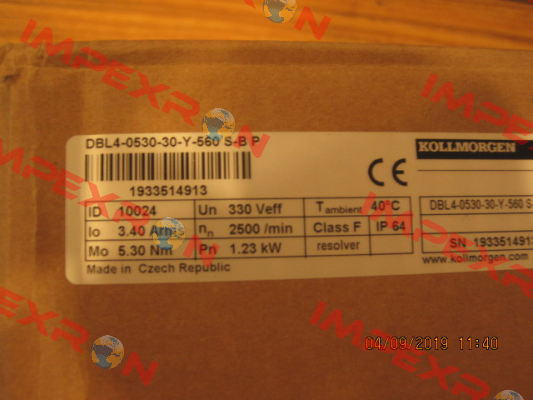 IMPEXRON
IMPEXRON
DBL4-0530-30-Y-560 S-B P
1933514913
ID 10024 Un 330 Veff Tambient 40°C
Io 3.40 Arms nn 2500 /min Class F IP 64
Mo 5.30 Nm Pn 1.23 kW resolver
Made in Czech Republic
CE
KOLLMORGEN
DBL4-0530-30-Y-560 S-
SN 1933514913
www.kollmorgen.com
IMPEXRON
04/09/2019 11:40
IMPEXRON